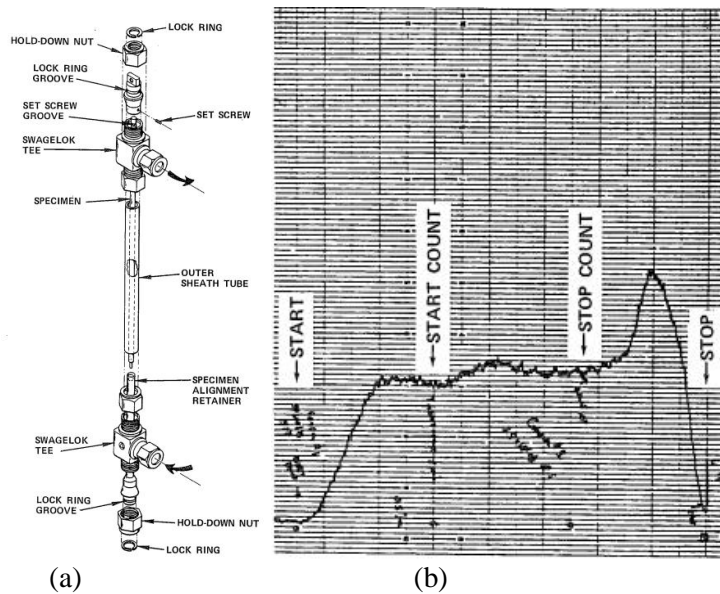 LOCK RING
HOLD-DOWN NUT
LOCK RING
GROOVE
SET SCREW
GROOVE
SET SCREW
SWAGELOK
TEE
SPECIMEN
OUTER
SHEATH TUBE
SPECIMEN
ALIGNMENT
RETAINER
SWAGELOK
TEE
LOCK RING
GROOVE
HOLD-DOWN NUT
LOCK RING
(a)
START
START COUNT
STOP COUNT
STOP
(b)